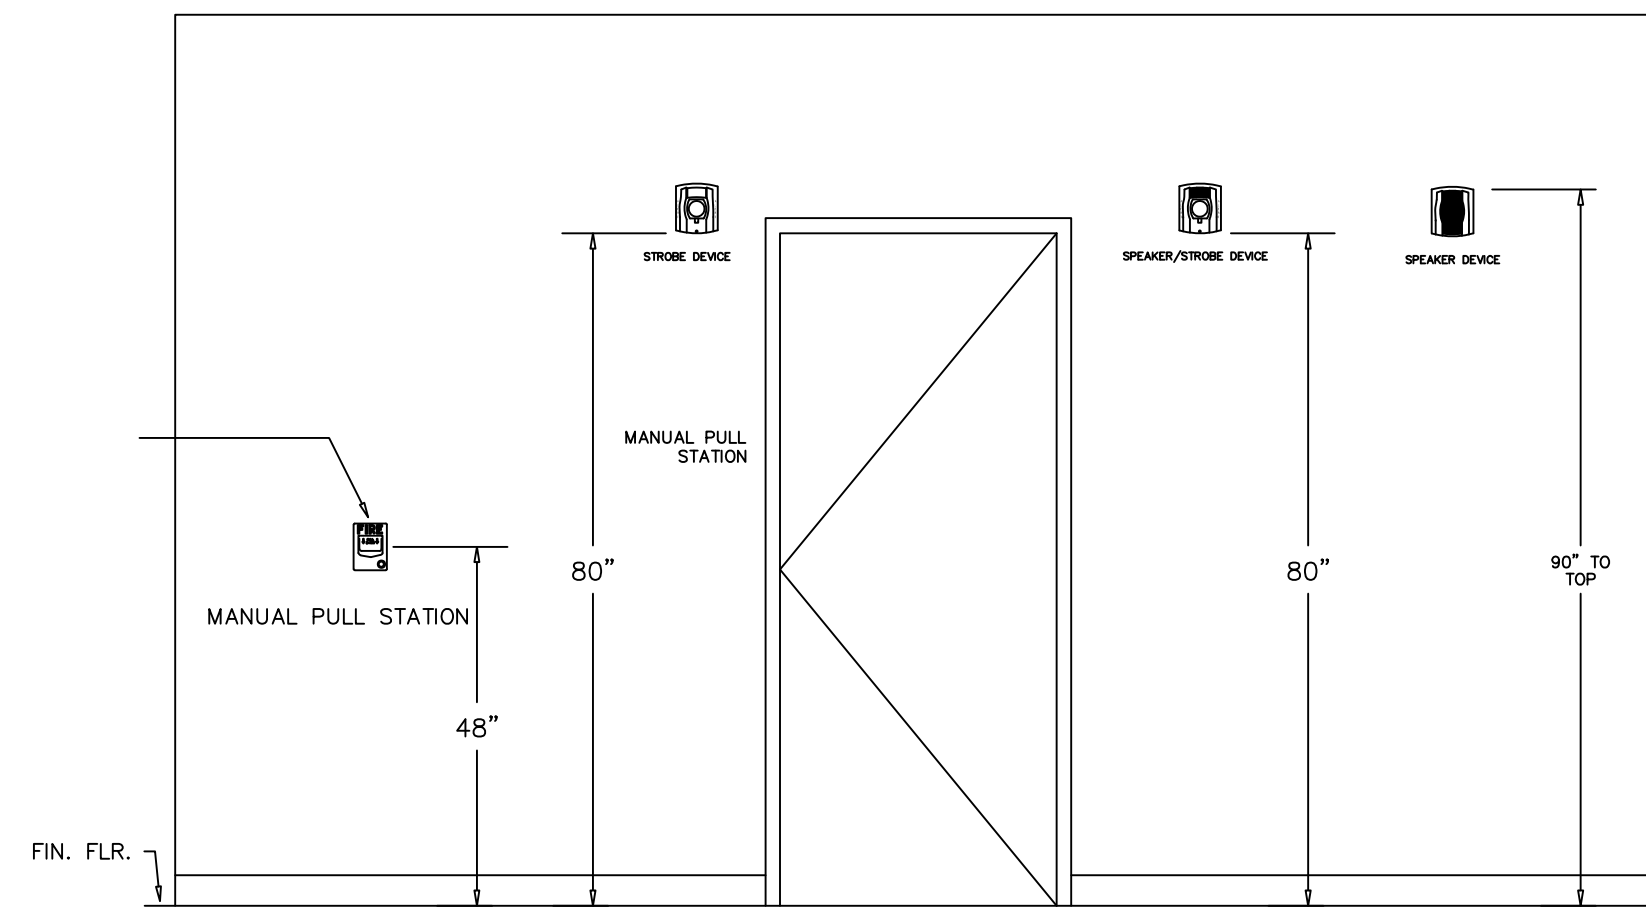 STROBE DEVICE
SPEAKER/STROBE DEVICE
SPEAKER DEVICE
MANUAL PULL
STATION
FIRE
80”
80”
90” TO
TOP
MANUAL PULL STATION
48”
FIN. FLR.